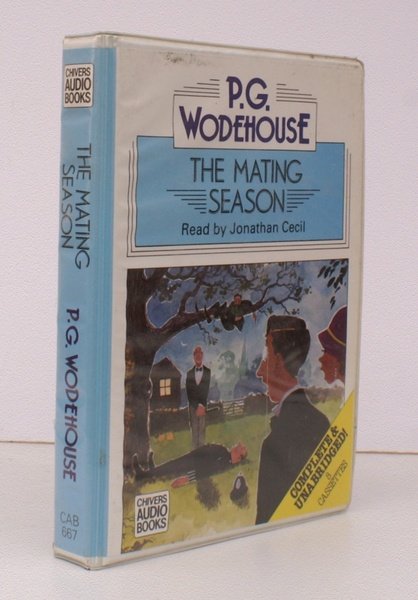 CHIVERS
AUDIO
BOOKS
THE MATING
SEASON
P.G. WODEHOUSE
CAB
667
P.G.
WODEHOUSE
THE MATING
SEASON
Read by Jonathan Cecil
COMPLETE &
UNABRIDGED!
8
CASSETTES
CHIVERS
AUDIO
BOOKS